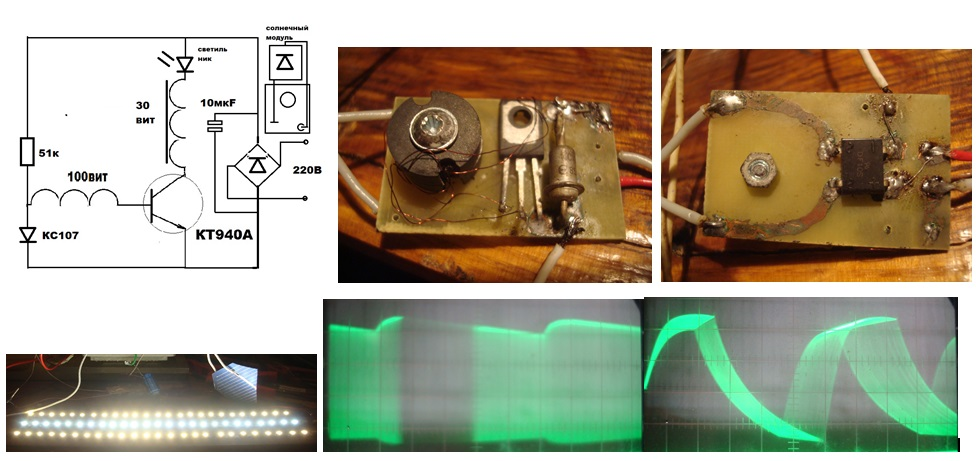 солнечный
модуль
светиль
ник
30
вит
10мкF
51к
100вит
220В
КС107
КТ940А